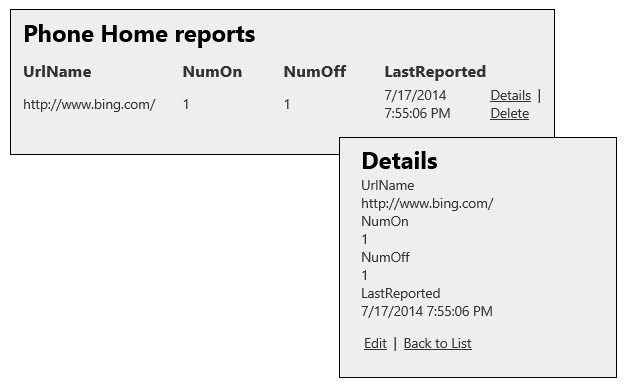 Phone Home reports
UrlName NumOn NumOff LastReported
http://www.bing.com/ 1 1 7/17/2014 7:55:06 PM Details | Delete
Details
UrlName
http://www.bing.com/
NumOn
1
NumOff
1
LastReported
7/17/2014 7:55:06 PM
Edit | Back to List